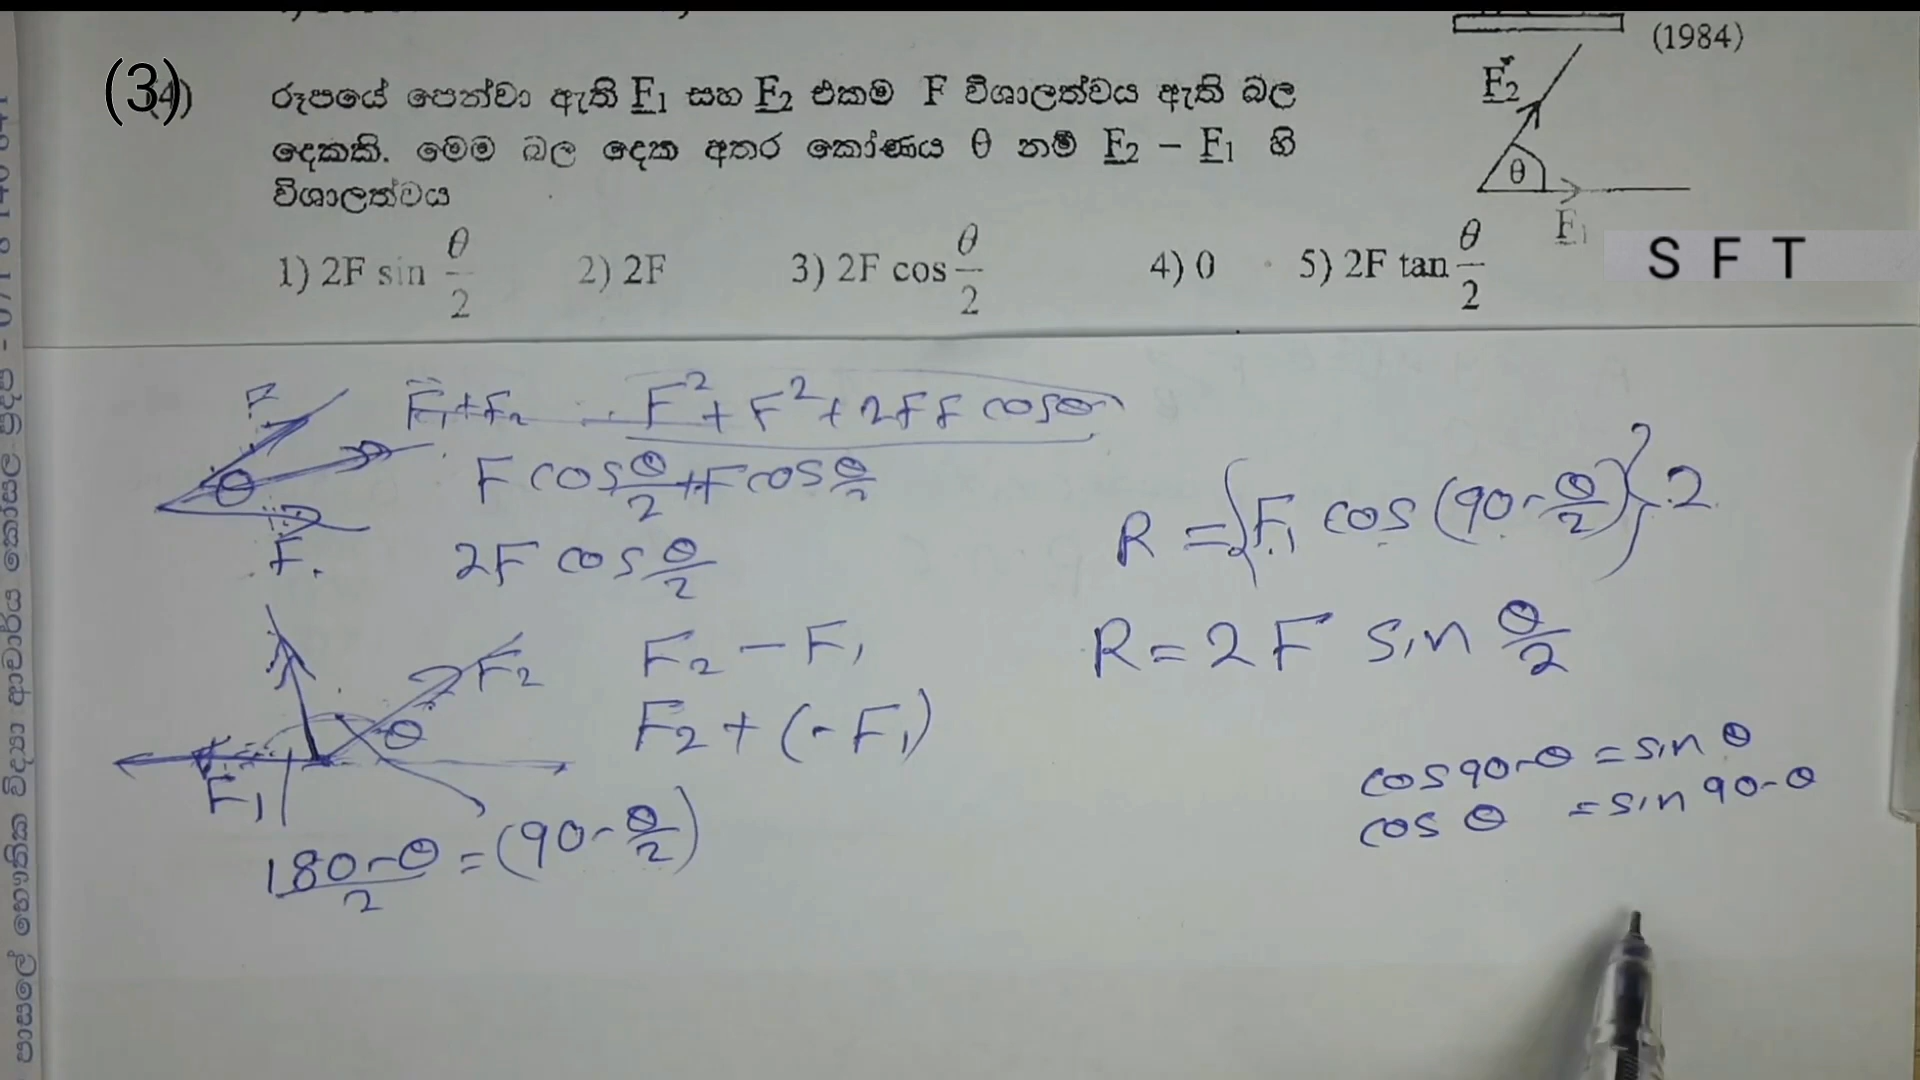 (1984)
(3)
රූපයේ පෙන්වා ඇති F₁ සහ F₂ එකම F විශාලත්වය ඇති බල
දෙකකි. මෙම බල දෙක අතර කෝණය θ නම් F₂ − F₁ හි
විශාලත්වය
F₂
θ
F₁
1) 2F sin θ/2 2) 2F 3) 2F cos θ/2 4) 0 5) 2F tan θ/2
S F T
F₁+F₂ F²+F²+2FF cosθ
θ
F cos θ/2 + F cos θ/2
2F cos θ/2
R = {F₁ cos (90-θ/2)} 2
R = 2F sin θ/2
F₂ − F₁
F₂ + (-F₁)
F₂
θ
F₁
180-θ/2 = (90-θ/2)
cos 90-θ = sin θ
cos θ = sin 90-θ